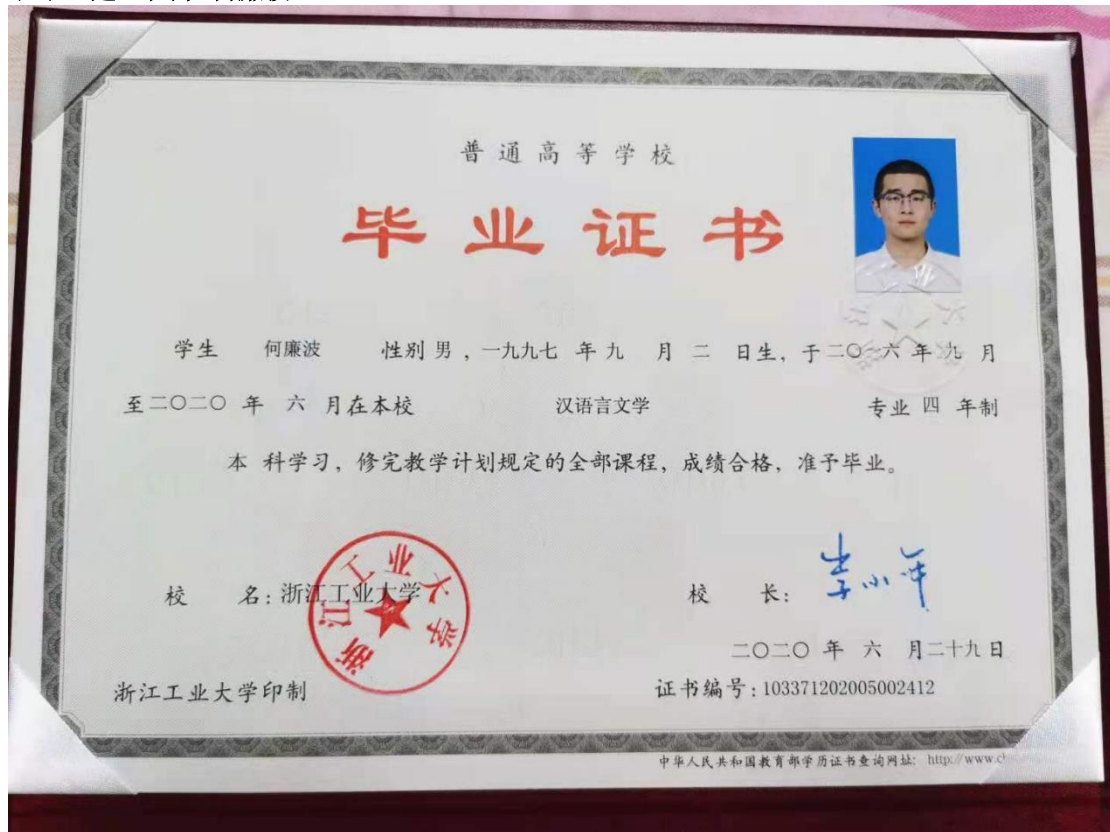 普通高等学校
毕业证书
学生 何廉波 性别 男 ，一九九七 年 九 月 二 日生，于二〇一六 年 九 月
至二〇二〇 年 六 月在本校 汉语言文学 专业 四 年制
本 科学习，修完教学计划规定的全部课程，成绩合格，准予毕业。
浙江工业大学
校 名：浙江工业大学 校 长：李小年
二〇二〇 年 六 月二十九日
浙江工业大学印制 证书编号：103371202005002412
中华人民共和国教育部学历证书查询网址： http://www.c